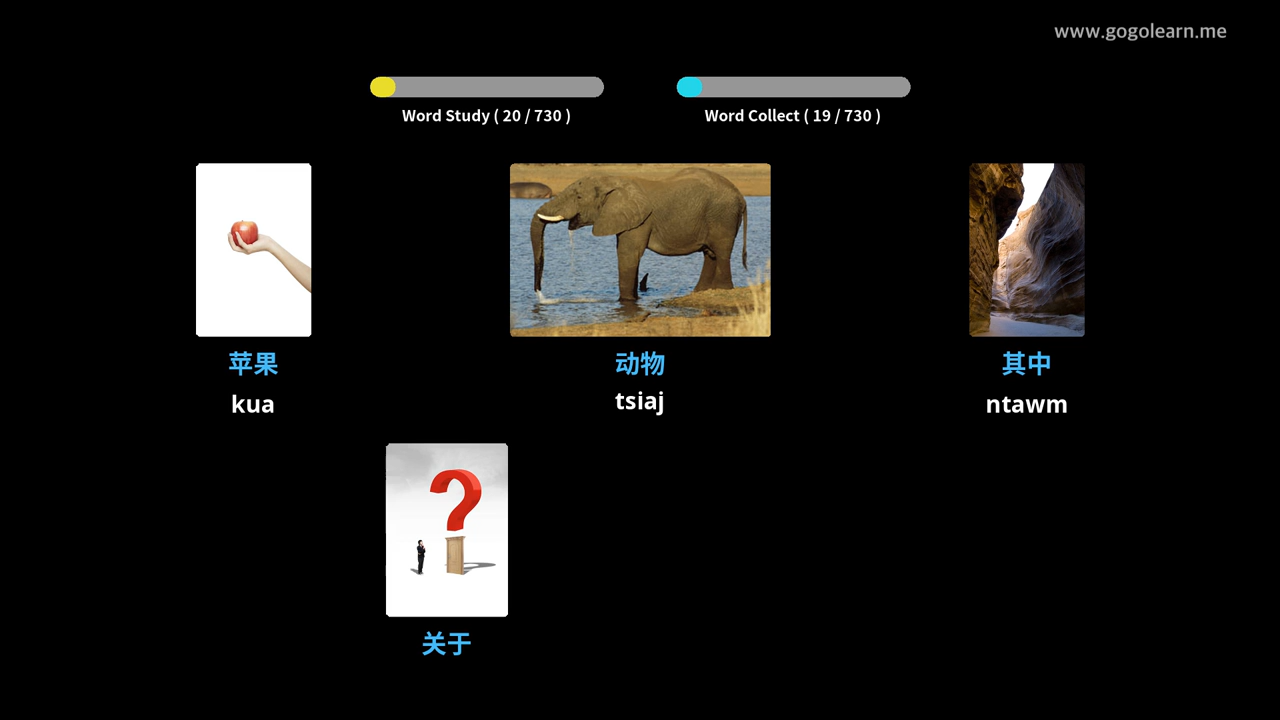 www.gogolearn.me
Word Study ( 20 / 730 )
Word Collect ( 19 / 730 )
苹果
kua
动物
tsiaj
其中
ntawm
关于